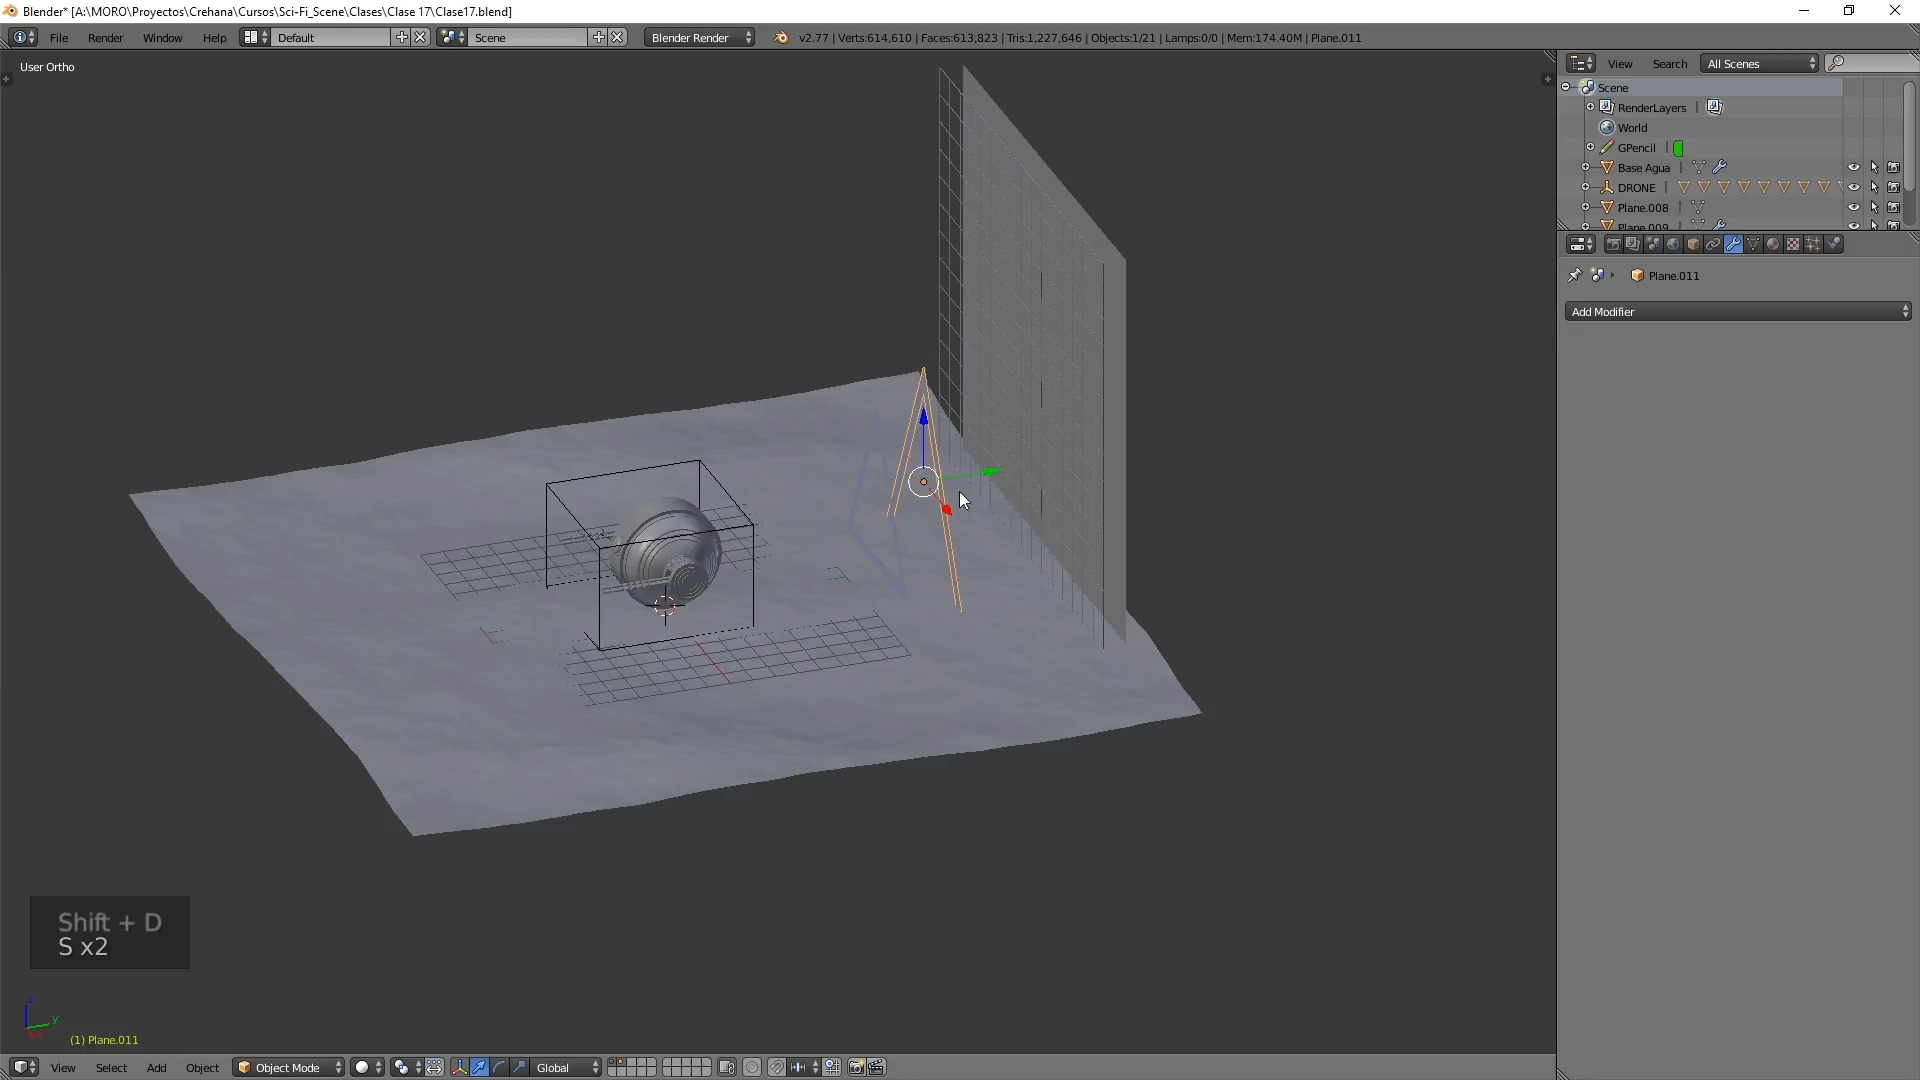 Blender* [A:\MORO\Proyectos\Crehana\Cursos\Sci-Fi_Scene\Clases\Clase 17\Clase17.blend]
File Render Window Help Default Scene Blender Render v2.77 | Verts:614,610 | Faces:613,823 | Tris:1,227,646 | Objects:1/21 | Lamps:0/0 | Mem:174.40M | Plane.011
User Ortho
View Search All Scenes
Scene
RenderLayers
World
GPencil
Base Agua
DRONE
Plane.008
Plane.009
Plane.011
Add Modifier
Shift + D
S x2
z
y
(1) Plane.011
View Select Add Object Object Mode Global